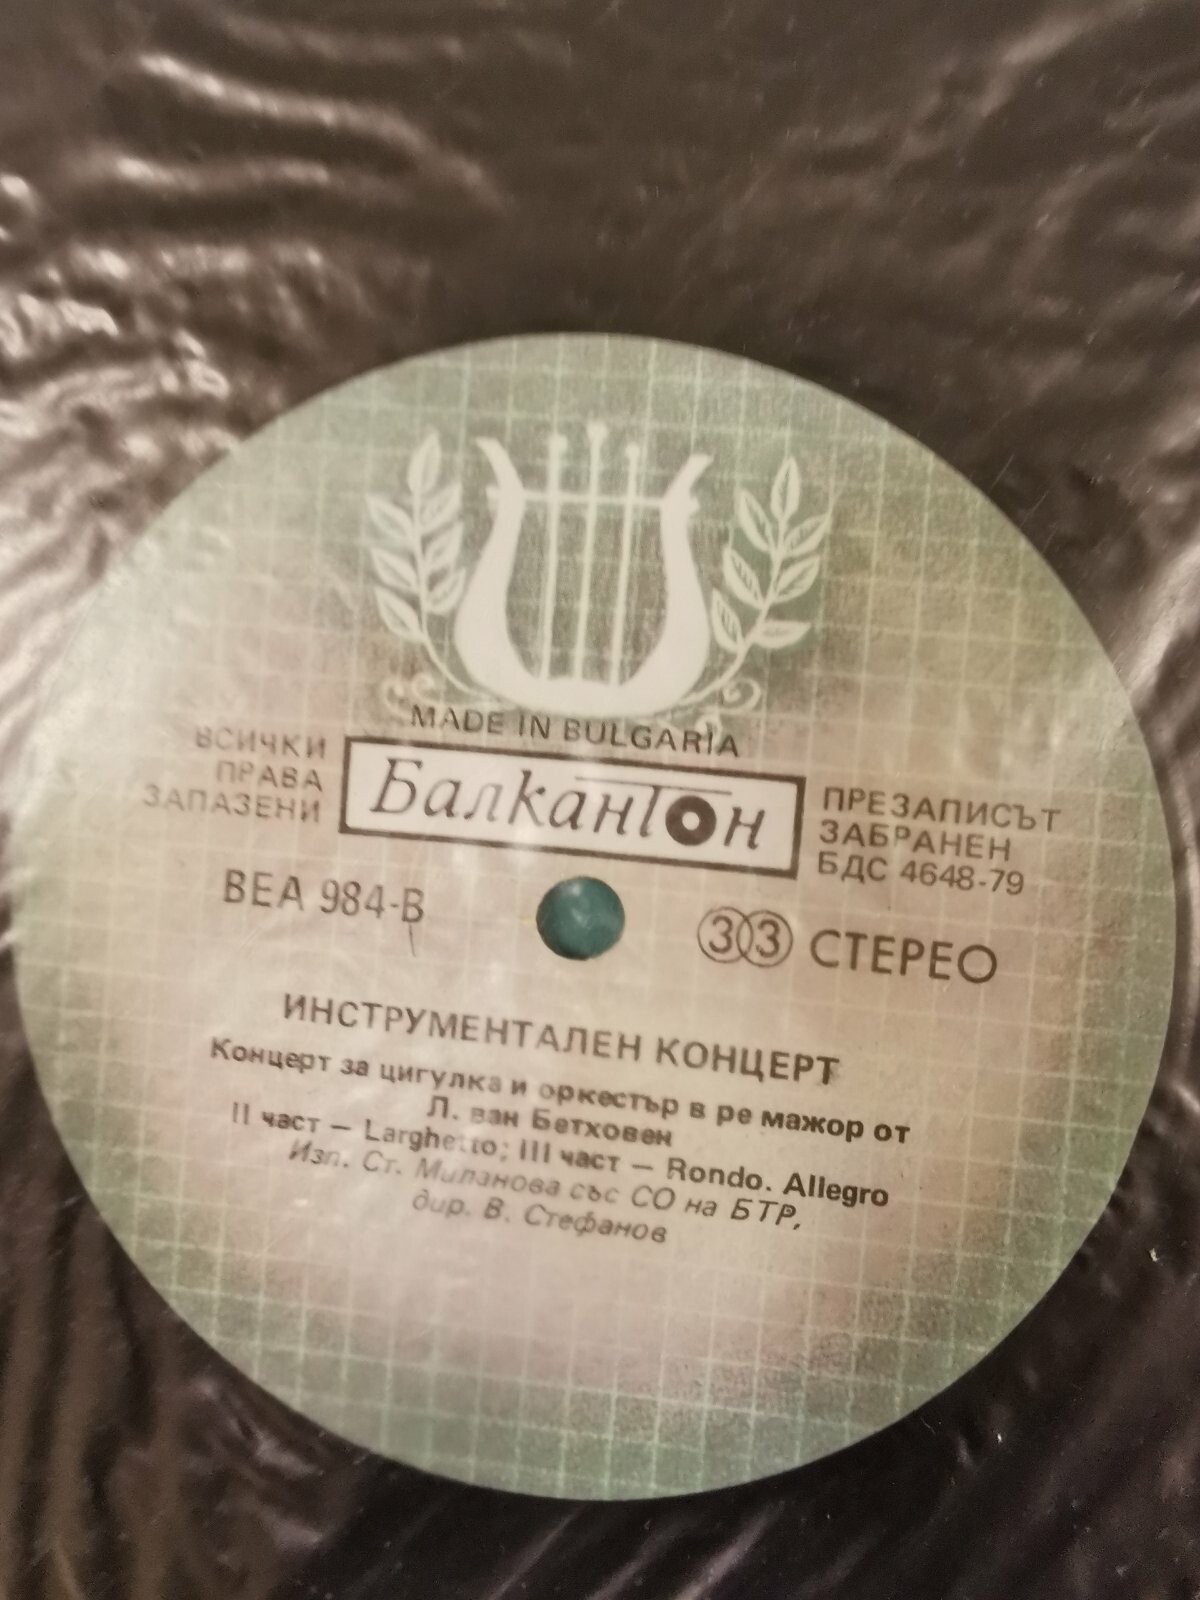 MADE IN BULGARIA
ВСИЧКИ
ПРАВА
ЗАПАЗЕНИ
Балкантон
ПРЕЗАПИСЪТ
ЗАБРАНЕН
БДС 4648-79
ВЕА 984-В
33 СТЕРЕО
ИНСТРУМЕНТАЛЕН КОНЦЕРТ
Концерт за цигулка и оркестър в ре мажор от
Л. ван Бетховен
II част — Larghetto; III част — Rondo. Allegro
Изп. Ст. Миланова със СО на БТР,
дир. В. Стефанов